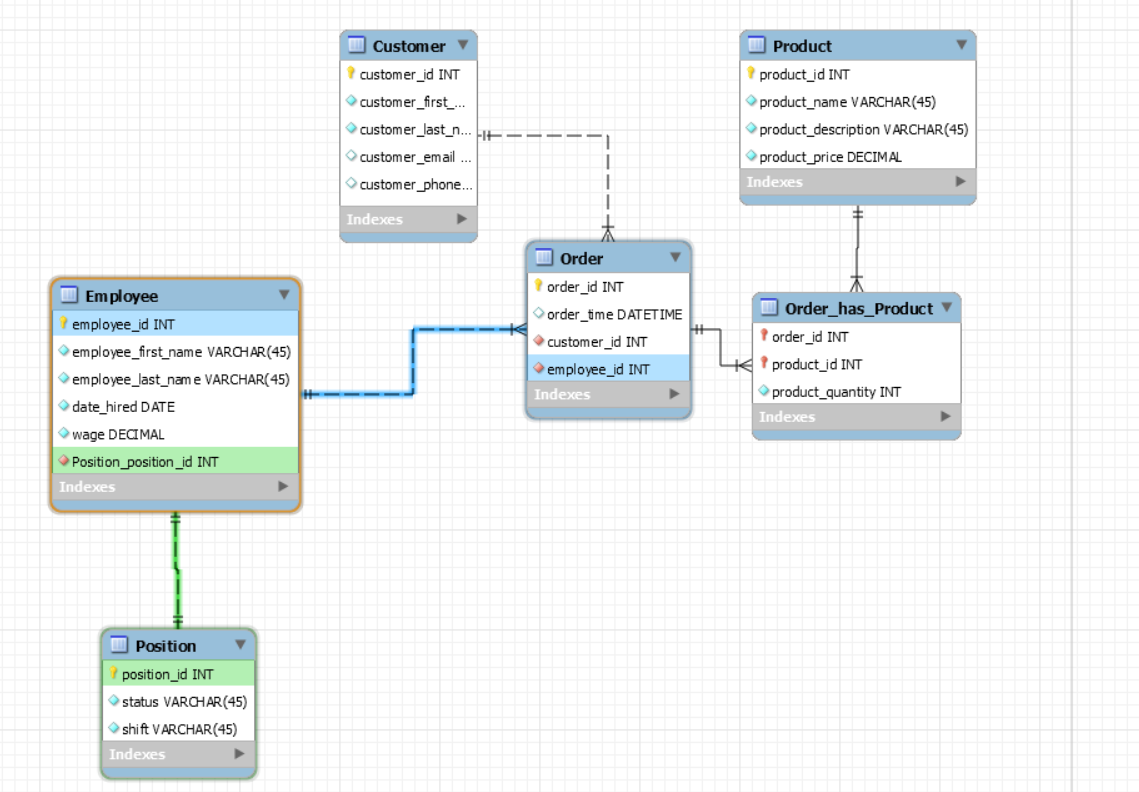 Customer
customer_id INT
customer_first_...
customer_last_n...
customer_email ...
customer_phone...
Indexes
Product
product_id INT
product_name VARCHAR(45)
product_description VARCHAR(45)
product_price DECIMAL
Indexes
Order
order_id INT
order_time DATETIME
customer_id INT
employee_id INT
Indexes
Employee
employee_id INT
employee_first_name VARCHAR(45)
employee_last_name VARCHAR(45)
date_hired DATE
wage DECIMAL
Position_position_id INT
Indexes
Order_has_Product
order_id INT
product_id INT
product_quantity INT
Indexes
Position
position_id INT
status VARCHAR(45)
shift VARCHAR(45)
Indexes